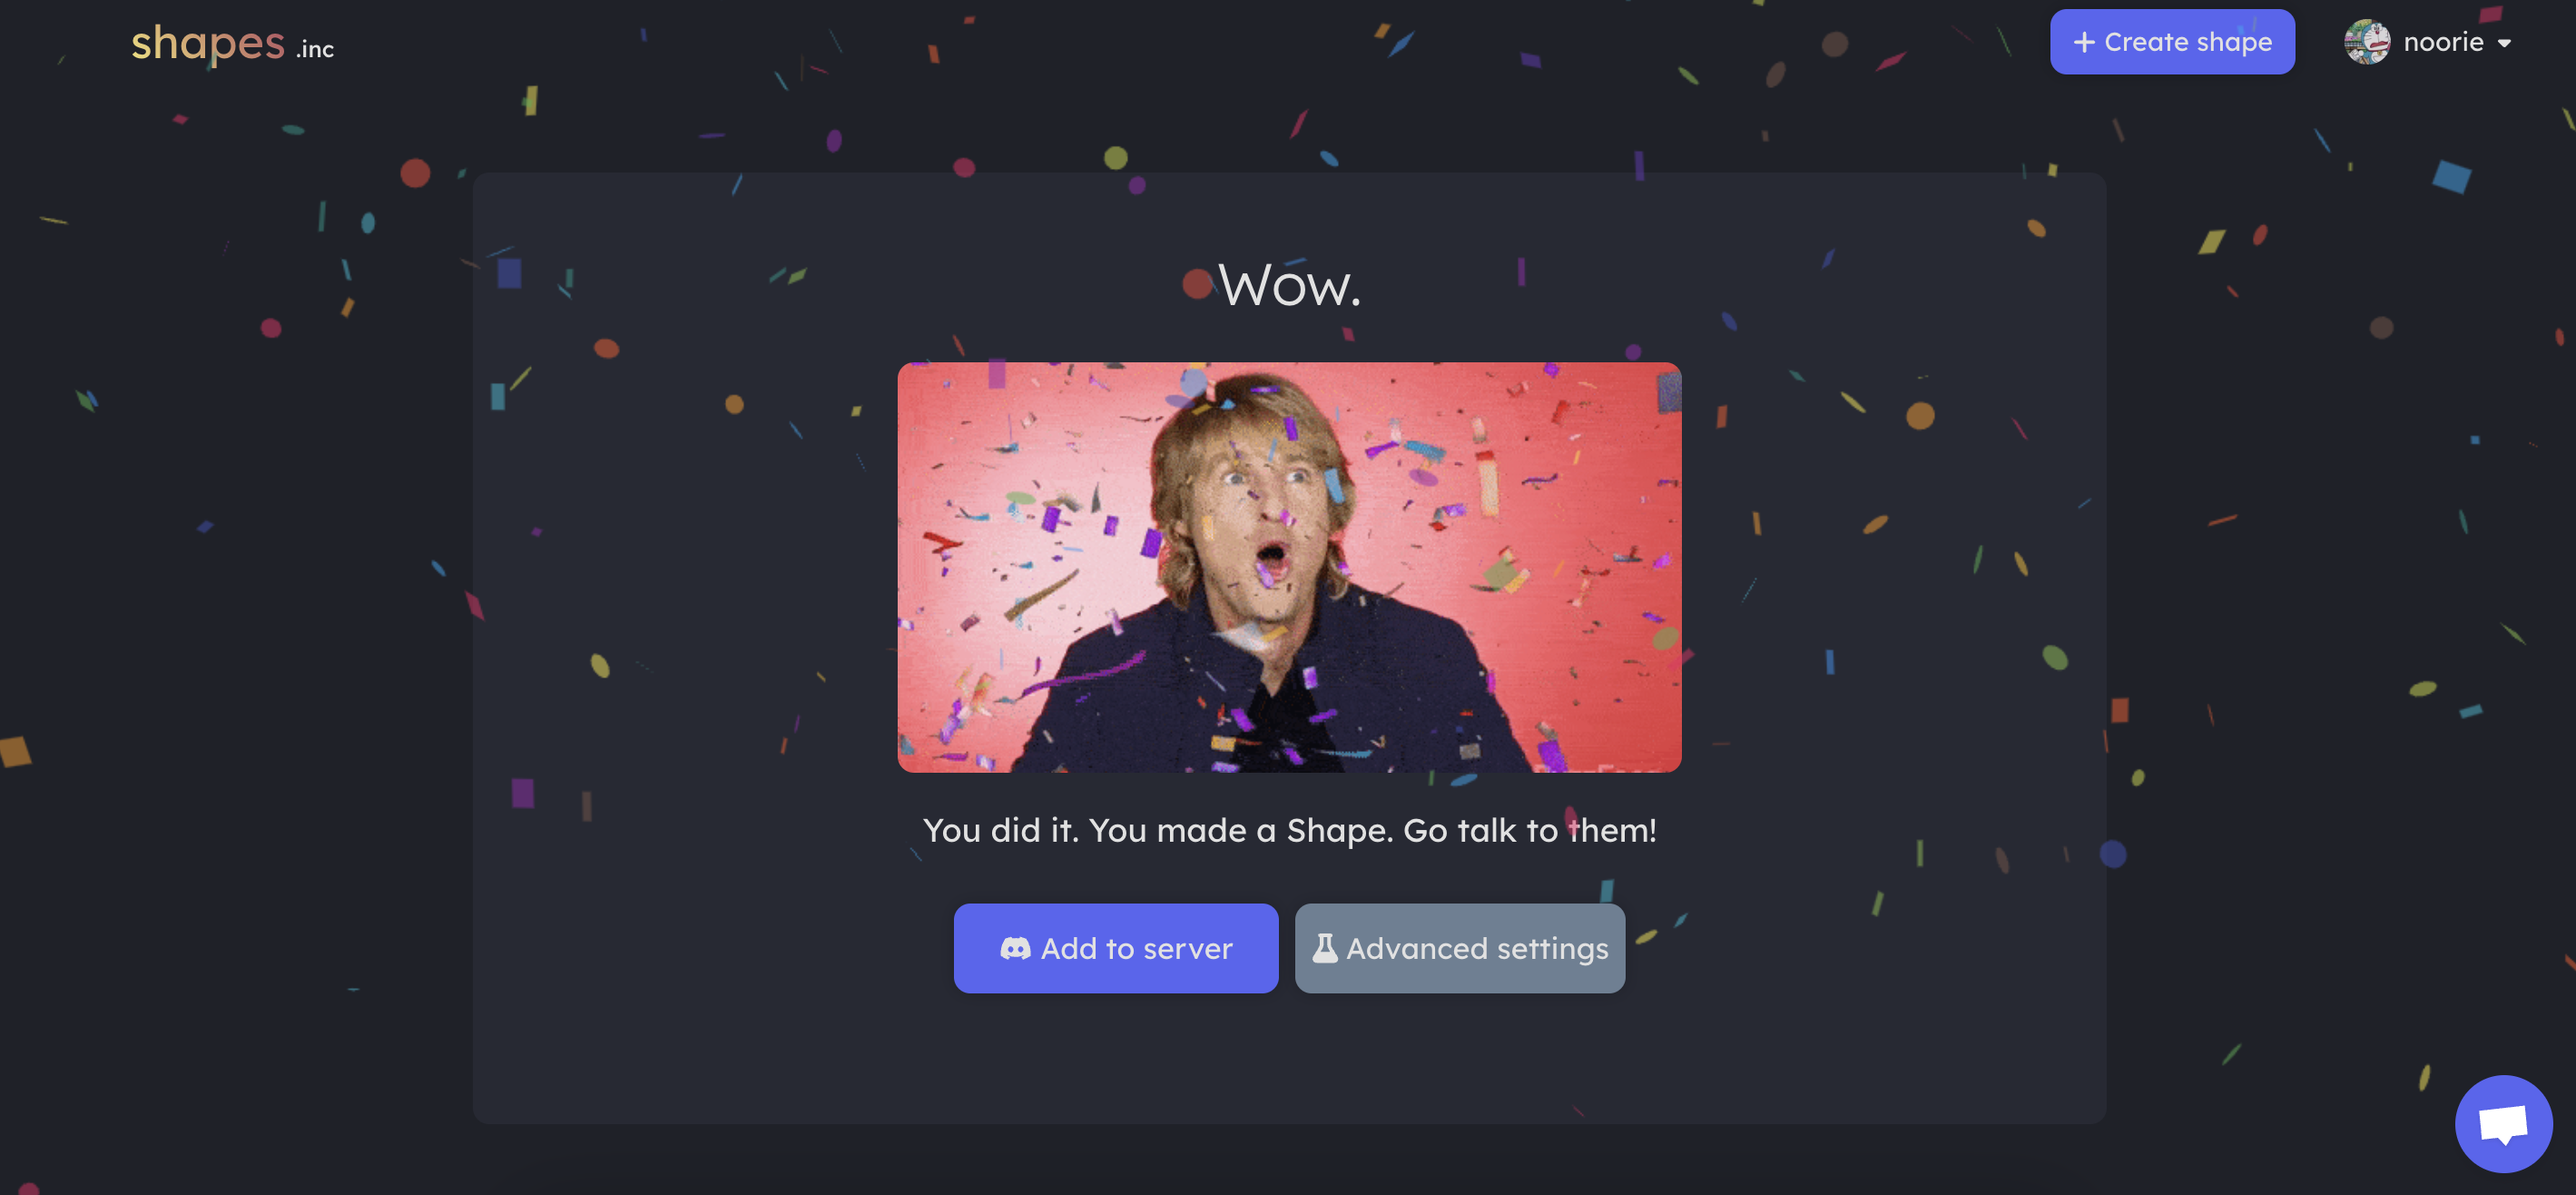 shapes .inc
+ Create shape
noorie
Wow.
You did it. You made a Shape. Go talk to them!
Add to server
Advanced settings